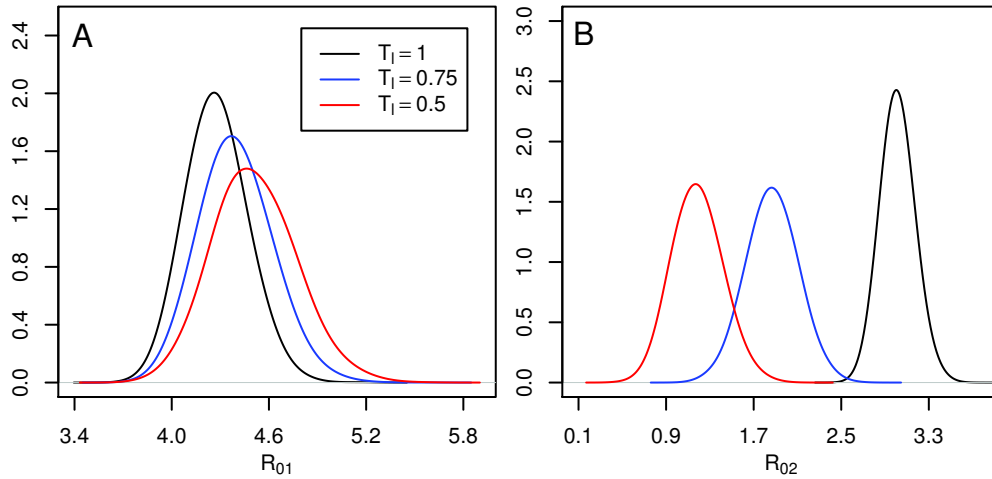 A
T_I = 1
T_I = 0.75
T_I = 0.5
0.0 0.4 0.8 1.2 1.6 2.0 2.4
3.4 4.0 4.6 5.2 5.8
R_01
B
0.0 0.5 1.0 1.5 2.0 2.5 3.0
0.1 0.9 1.7 2.5 3.3
R_02